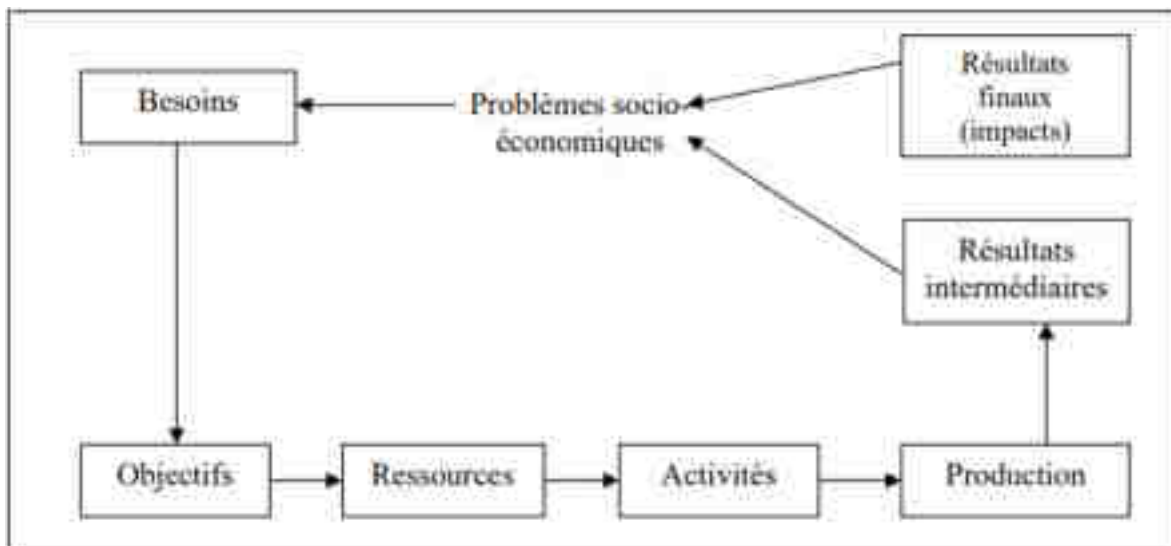 Besoins
Problèmes socio-
économiques
Résultats
finaux
(impacts)
Résultats
intermédiaires
Objectifs
Ressources
Activités
Production